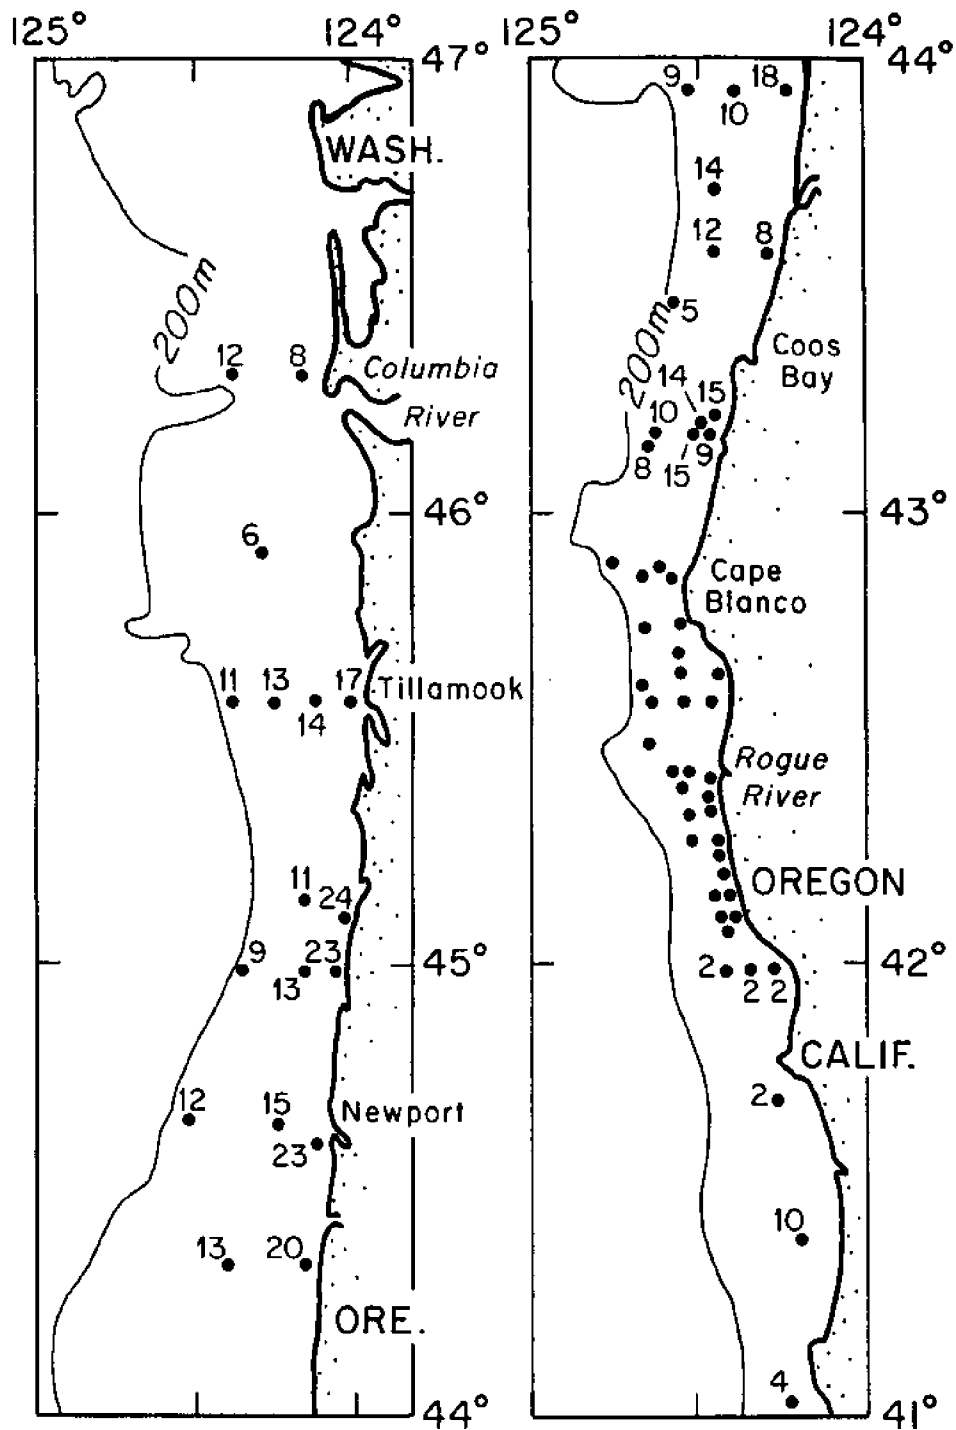 125° 124°
47°
WASH.
200m
12 8 Columbia
River
46°
6
11 13 17 Tillamook
14
11 24
9 23 45°
13
12 15 Newport
23
13 20
ORE.
44°
125° 124°
44°
9 18
10
14
12 8
5
200m
Coos
Bay
14 15
10
8 15 9
43°
Cape
Blanco
Rogue
River
OREGON
2 2 2 42°
CALIF.
2
10
4
41°